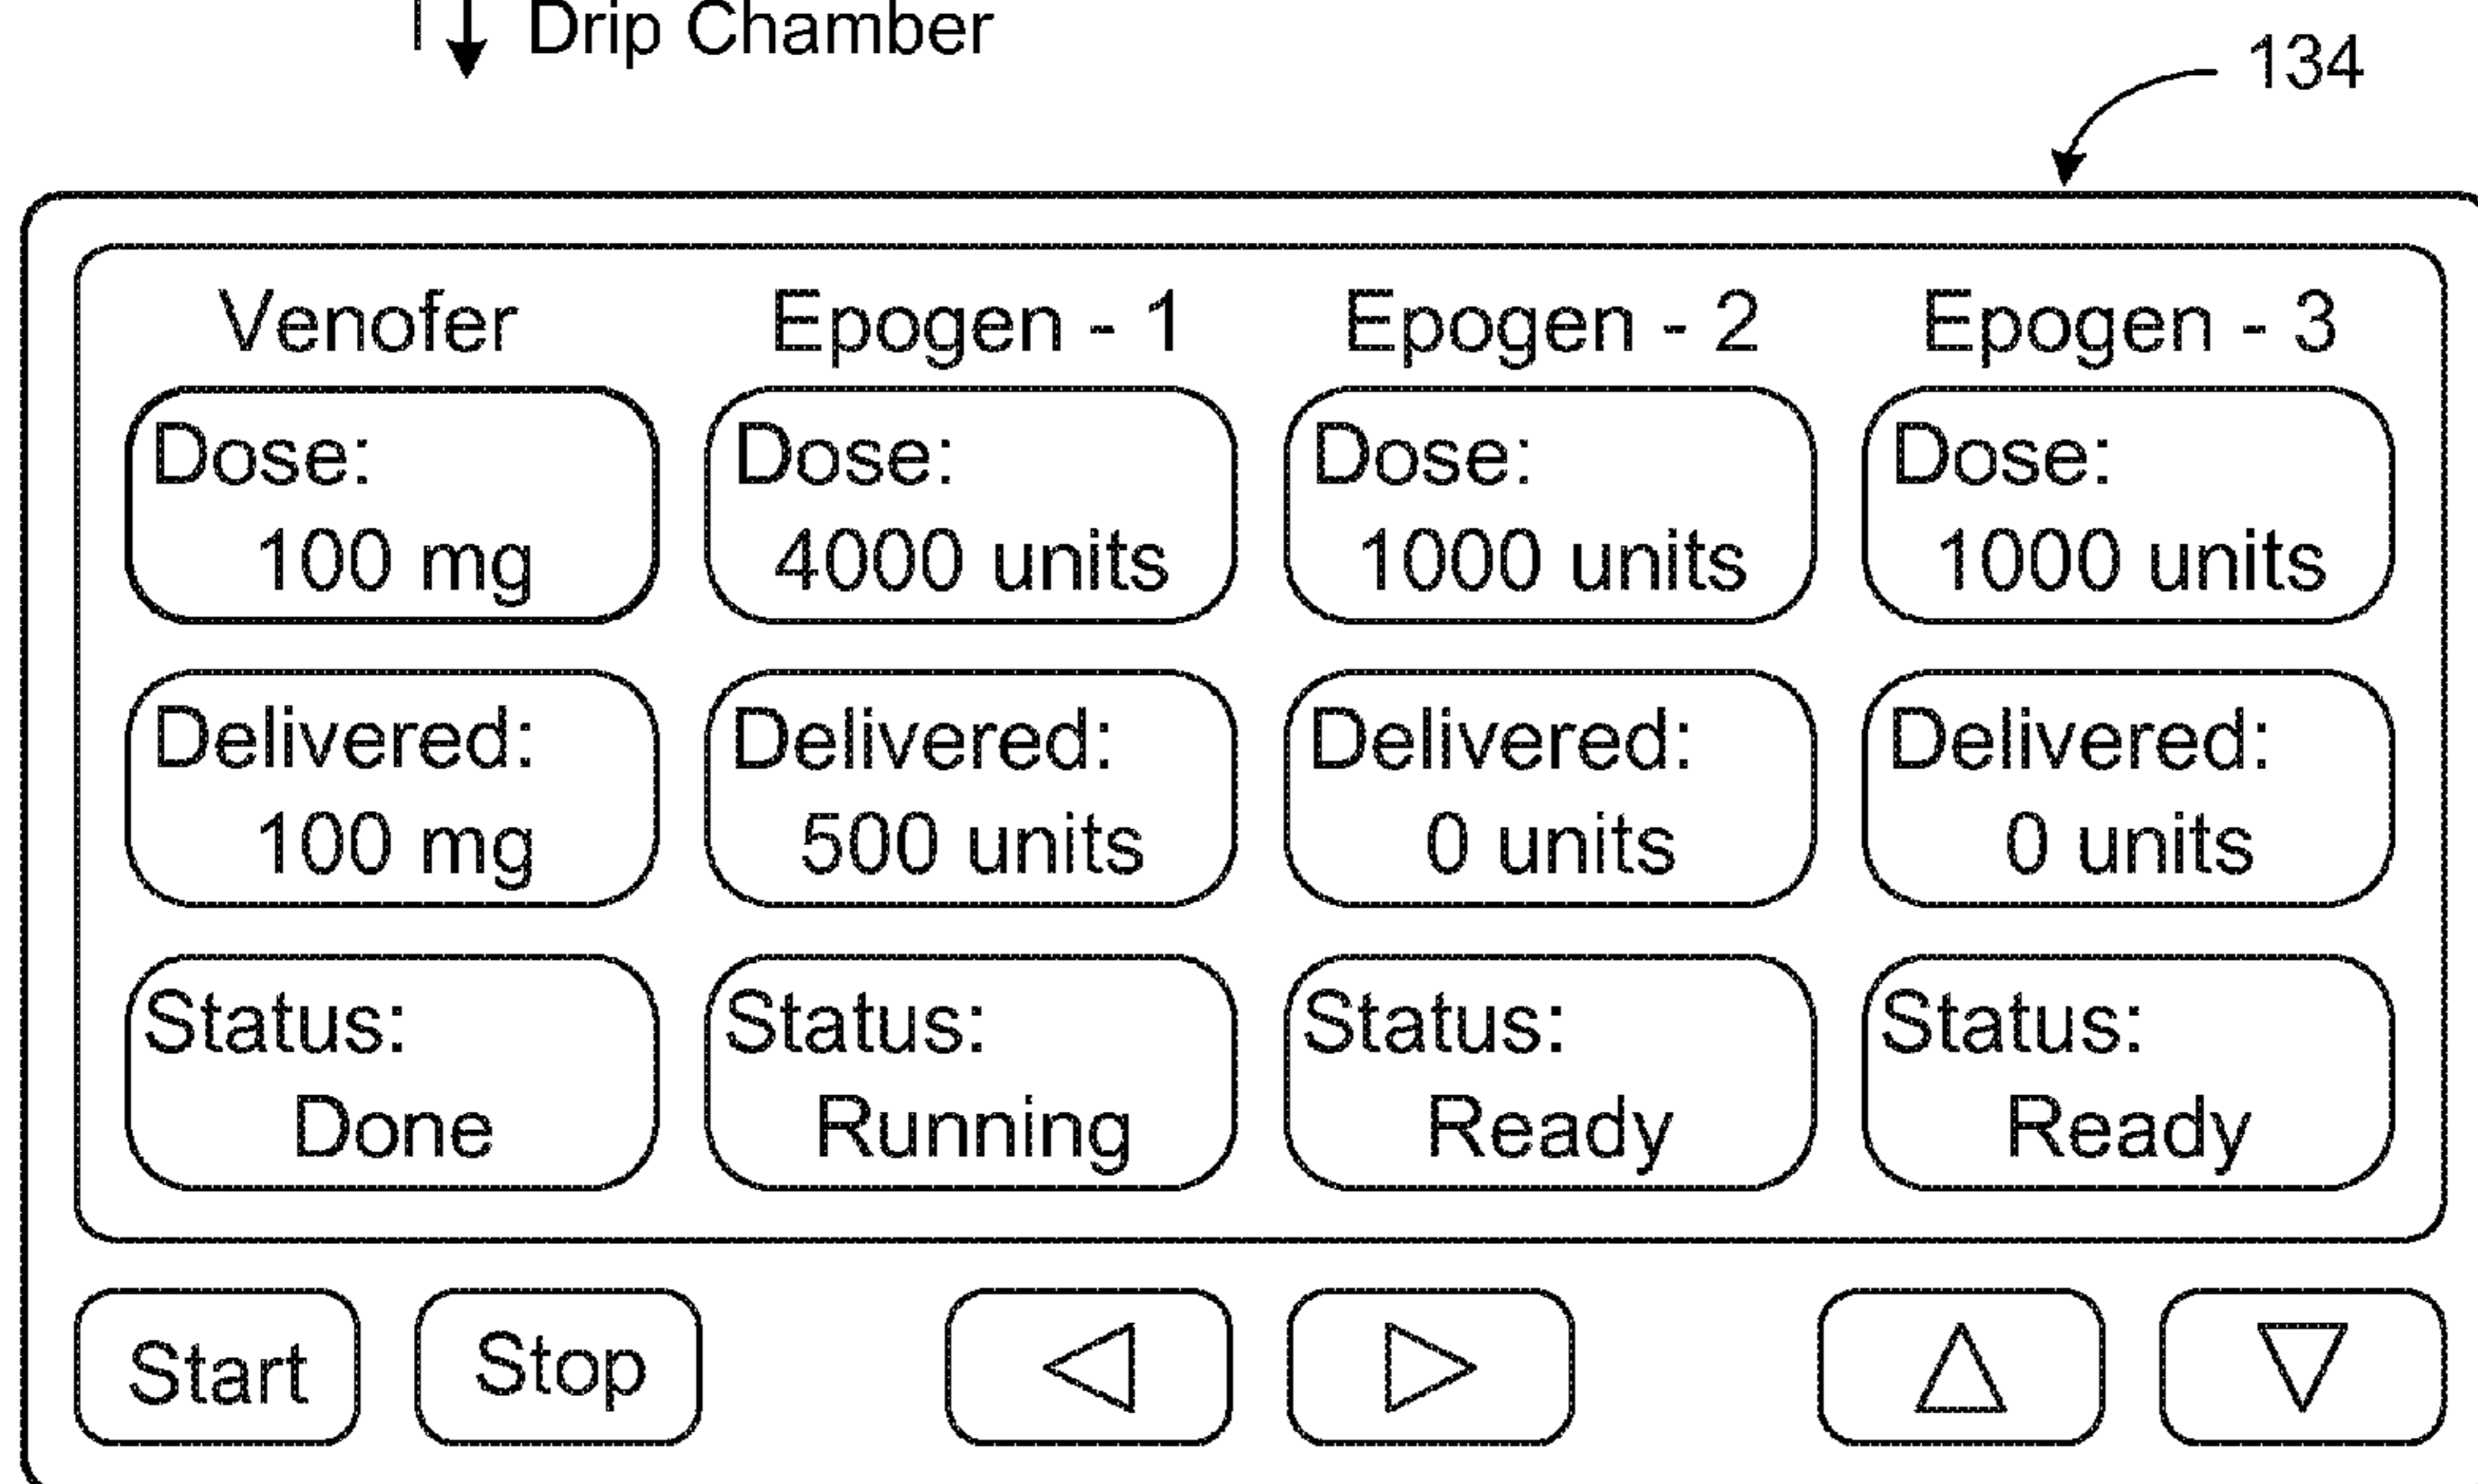 Drip Chamber
134
Venofer Epogen - 1 Epogen - 2 Epogen - 3
Dose: Dose: Dose: Dose:
100 mg 4000 units 1000 units 1000 units
Delivered: Delivered: Delivered: Delivered:
100 mg 500 units 0 units 0 units
Status: Status: Status: Status:
Done Running Ready Ready
Start Stop